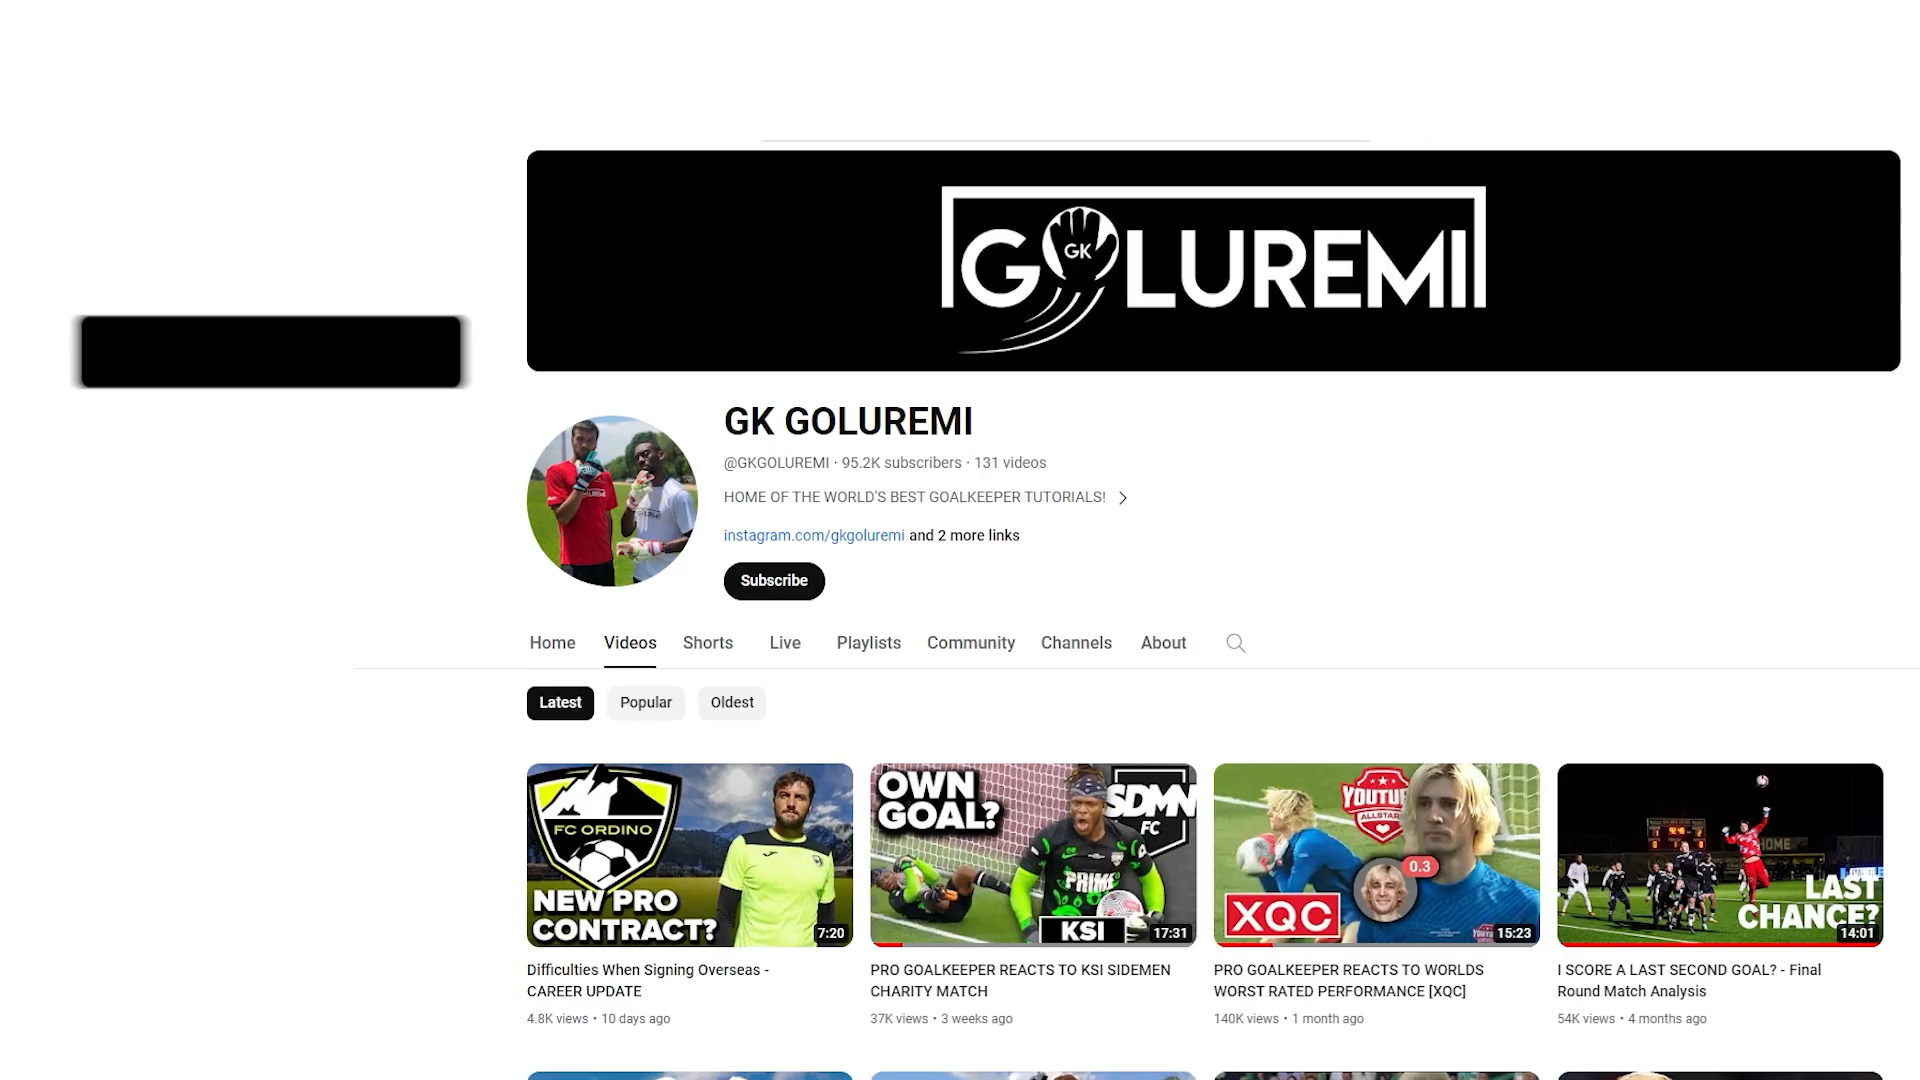 GOLUREMI
GK
GK GOLUREMI
@GKGOLUREMI · 95.2K subscribers · 131 videos
HOME OF THE WORLD'S BEST GOALKEEPER TUTORIALS!
instagram.com/gkgoluremi and 2 more links
Subscribe
Home Videos Shorts Live Playlists Community Channels About
Latest Popular Oldest
FC ORDINO
NEW PRO
CONTRACT?
7:20
OWN
GOAL?
SDMN
FC
PRIME
KSI
17:31
0.3
XQC
15:23
HOME
LAST
CHANCE?
14:01
Difficulties When Signing Overseas -
CAREER UPDATE
4.8K views • 10 days ago
PRO GOALKEEPER REACTS TO KSI SIDEMEN
CHARITY MATCH
37K views • 3 weeks ago
PRO GOALKEEPER REACTS TO WORLDS
WORST RATED PERFORMANCE [XQC]
140K views • 1 month ago
I SCORE A LAST SECOND GOAL? - Final
Round Match Analysis
54K views • 4 months ago